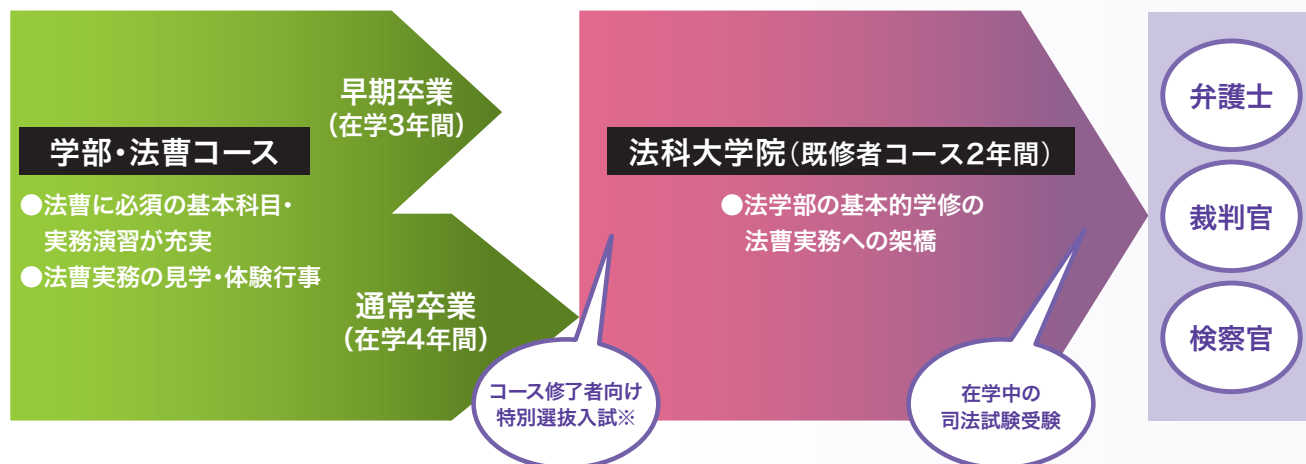 学部・法曹コース
●法曹に必須の基本科目・
実務演習が充実
●法曹実務の見学・体験行事
早期卒業
(在学3年間)
通常卒業
(在学4年間)
コース修了者向け
特別選抜入試※
法科大学院(既修者コース2年間)
●法学部の基本的学修の
法曹実務への架橋
在学中の
司法試験受験
弁護士
裁判官
検察官